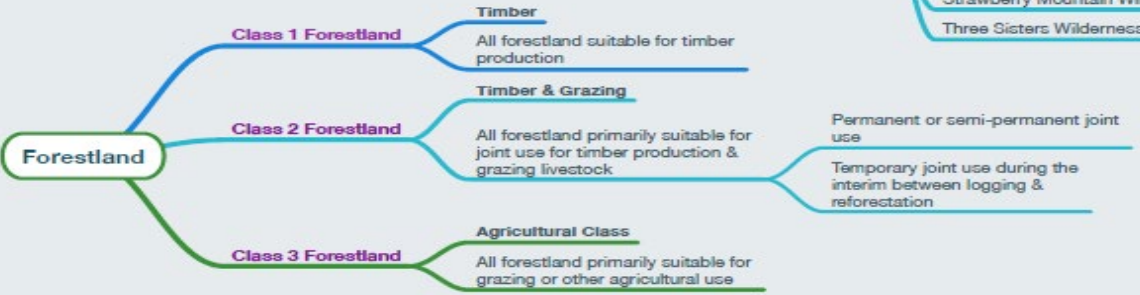 Strawberry Mountain
Three Sisters Wilderness
Timber
Class 1 Forestland
All forestland suitable for timber
production
Timber & Grazing
Class 2 Forestland
All forestland primarily suitable for
joint use for timber production &
grazing livestock
Permanent or semi-permanent joint
use
Temporary joint use during the
interim between logging &
reforestation
Forestland
Agricultural Class
Class 3 Forestland
All forestland primarily suitable for
grazing or other agricultural use